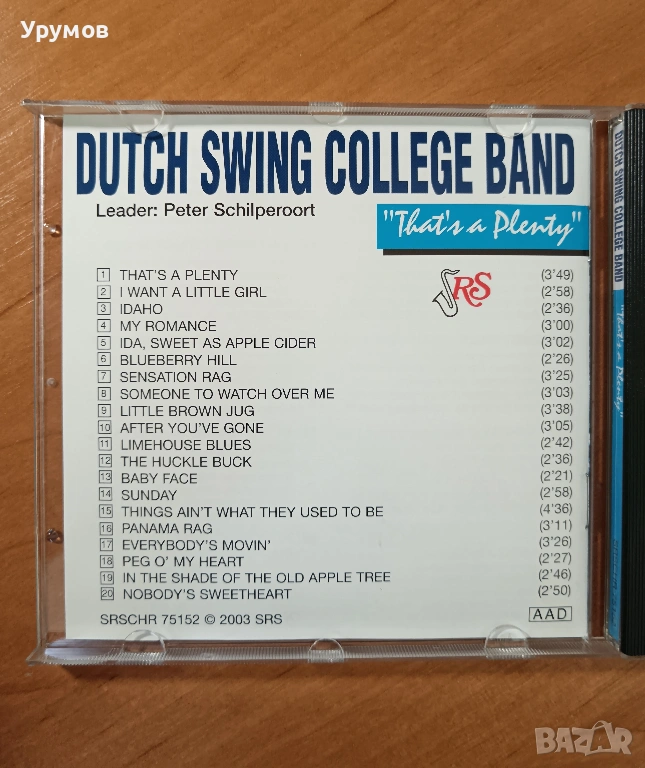 Урумов
DUTCH SWING COLLEGE BAND
Leader: Peter Schilperoort
"That's a Plenty"
RS
1 THAT'S A PLENTY (3'49)
2 I WANT A LITTLE GIRL (2'58)
3 IDAHO (2'36)
4 MY ROMANCE (3'00)
5 IDA, SWEET AS APPLE CIDER (3'02)
6 BLUEBERRY HILL (2'26)
7 SENSATION RAG (3'25)
8 SOMEONE TO WATCH OVER ME (3'03)
9 LITTLE BROWN JUG (3'38)
10 AFTER YOU'VE GONE (3'05)
11 LIMEHOUSE BLUES (2'42)
12 THE HUCKLE BUCK (2'36)
13 BABY FACE (2'21)
14 SUNDAY (2'58)
15 THINGS AIN'T WHAT THEY USED TO BE (4'36)
16 PANAMA RAG (3'11)
17 EVERYBODY'S MOVIN' (3'26)
18 PEG O' MY HEART (2'27)
19 IN THE SHADE OF THE OLD APPLE TREE (2'46)
20 NOBODY'S SWEETHEART (2'50)
SRSCHR 75152 © 2003 SRS
AAD
DUTCH SWING COLLEGE BAND
"That's a Plenty"
BAZAR